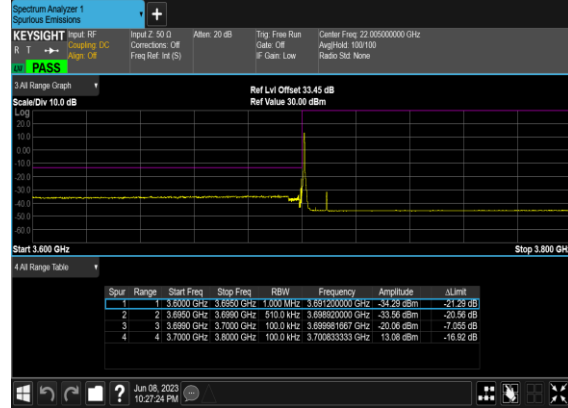 Spectrum Analyzer 1
Spurious Emissions
+
KEYSIGHT Input: RF Input Z: 50 Ω Atten: 20 dB Trig: Free Run Center Freq: 22.005000000 GHz
R T Coupling: DC Corrections: Off Gate: Off Avg|Hold: 100/100
Align: Off Freq Ref: Int (S) IF Gain: Low Radio Std: None
PASS
3 All Range Graph
Ref Lvl Offset 33.45 dB
Scale/Div 10.0 dB Ref Value 30.00 dBm
Log
20.0
10.0
0.00
-10.0
-20.0
-30.0
-40.0
-50.0
-60.0
Start 3.600 GHz Stop 3.800 GHz
4 All Range Table
Spur Range Start Freq Stop Freq RBW Frequency Amplitude ΔLimit
1 1 3.6000 GHz 3.6950 GHz 1.000 MHz 3.691200000 GHz -34.29 dBm -21.29 dB
2 2 3.6950 GHz 3.6990 GHz 510.0 kHz 3.698920000 GHz -33.56 dBm -20.56 dB
3 3 3.6990 GHz 3.7000 GHz 100.0 kHz 3.699981667 GHz -20.06 dBm -7.055 dB
4 4 3.7000 GHz 3.8000 GHz 100.0 kHz 3.700833333 GHz 13.08 dBm -16.92 dB
? Jun 08, 2023
10:27:24 PM